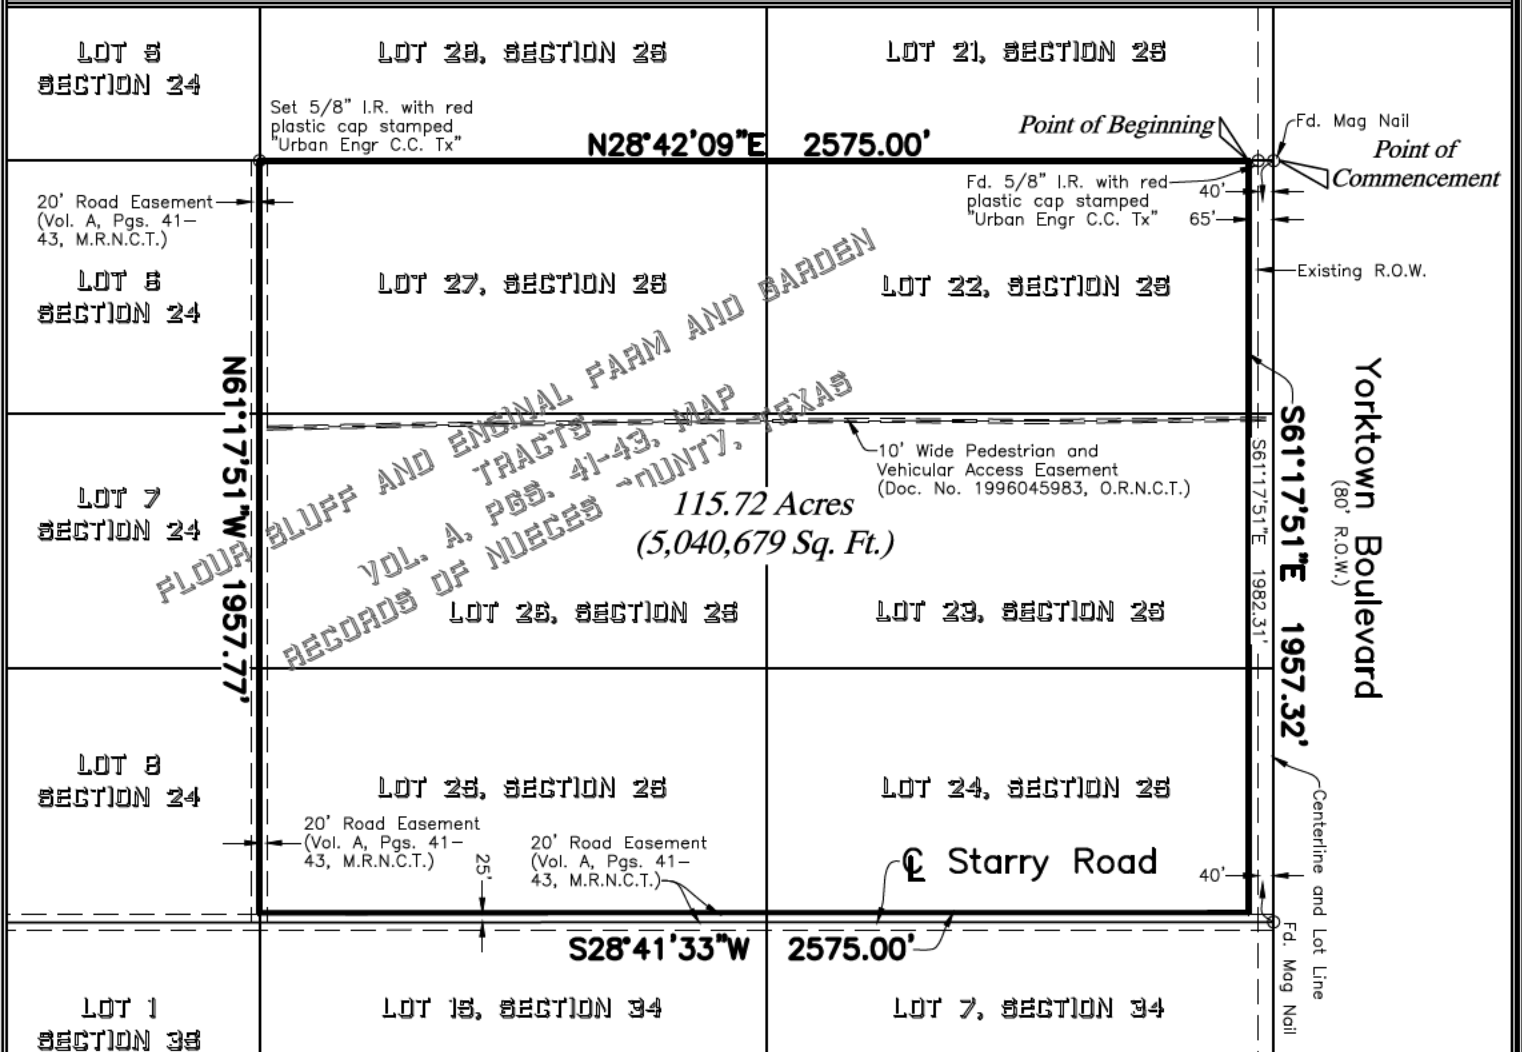 LOT 5
SECTION 24
LOT 28, SECTION 25
LOT 21, SECTION 25
Set 5/8" I.R. with red
plastic cap stamped
"Urban Engr C.C. Tx"
N28°42'09"E 2575.00'
Point of Beginning
Fd. Mag Nail
Point of
Commencement
20' Road Easement
(Vol. A, Pgs. 41-
43, M.R.N.C.T.)
Fd. 5/8" I.R. with red
plastic cap stamped
"Urban Engr C.C. Tx"
40'
65'
Existing R.O.W.
LOT 6
SECTION 24
LOT 27, SECTION 25
LOT 22, SECTION 25
FLOUR BLUFF AND ENCINAL FARM AND GARDEN
TRACTS
VOL. A, PGS. 41-43, MAP
RECORDS OF NUECES COUNTY, TEXAS
N61°17'51"W 1957.77'
10' Wide Pedestrian and
Vehicular Access Easement
(Doc. No. 1996045983, O.R.N.C.T.)
S61°17'51"E 1982.31'
S61°17'51"E 1957.32'
Yorktown Boulevard
(80' R.O.W.)
LOT 7
SECTION 24
115.72 Acres
(5,040,679 Sq. Ft.)
LOT 26, SECTION 25
LOT 23, SECTION 25
LOT 8
SECTION 24
LOT 25, SECTION 25
LOT 24, SECTION 25
20' Road Easement
(Vol. A, Pgs. 41-
43, M.R.N.C.T.)
25'
20' Road Easement
(Vol. A, Pgs. 41-
43, M.R.N.C.T.)
℄ Starry Road
40'
Centerline and Lot Line
Fd. Mag Nail
S28°41'33"W 2575.00'
LOT 1
SECTION 35
LOT 15, SECTION 34
LOT 7, SECTION 34